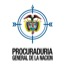 PROCURADURIA
GENERAL DE LA NACION